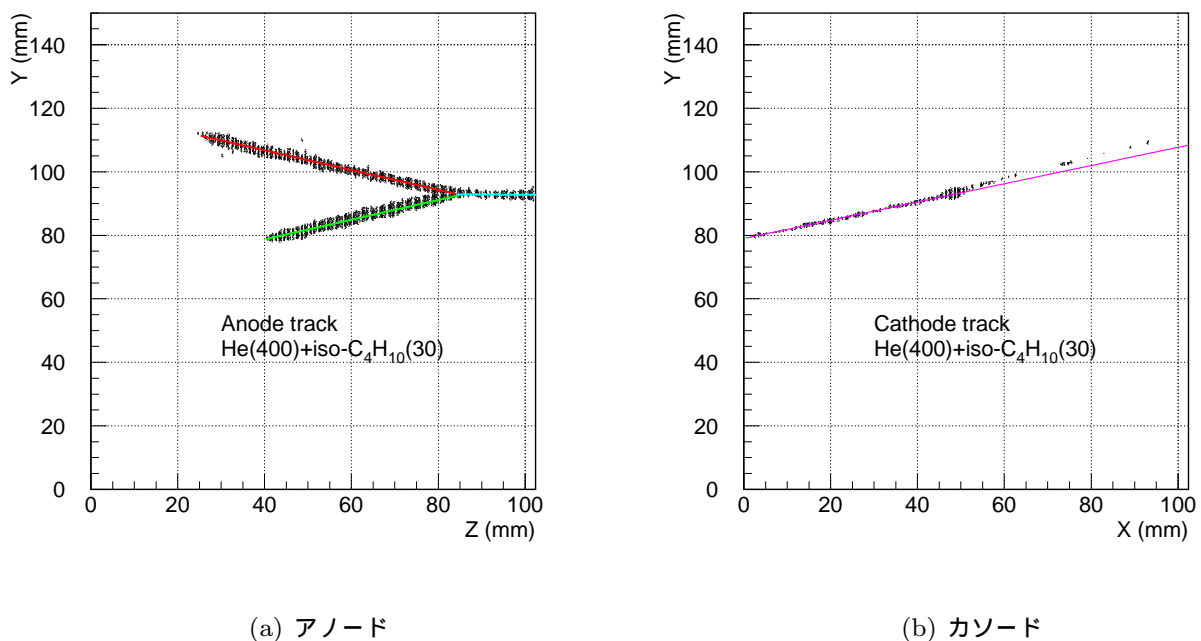 Y (mm)
140
120
100
80
60
40
20
0
0 20 40 60 80 100
Z (mm)
Anode track
He(400)+iso-C₄H₁₀(30)
(a) アノード
Y (mm)
140
120
100
80
60
40
20
0
0 20 40 60 80 100
X (mm)
Cathode track
He(400)+iso-C₄H₁₀(30)
(b) カソード